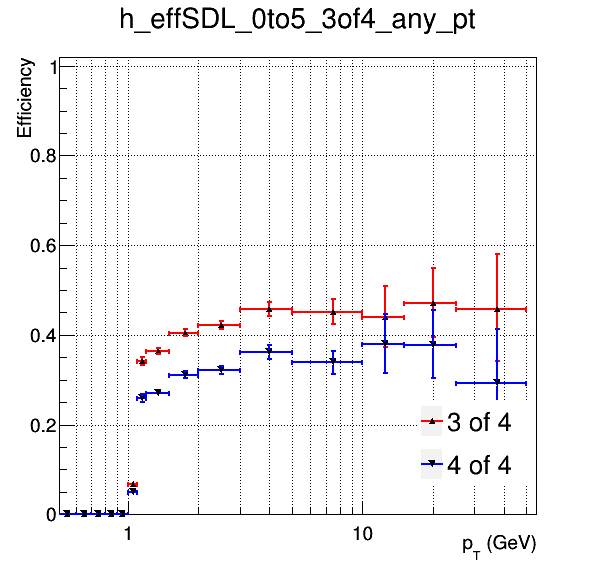 h_effSDL_0to5_3of4_any_pt
Efficiency
1
0.8
0.6
0.4
0.2
0
1
10
p_T (GeV)
3 of 4
4 of 4